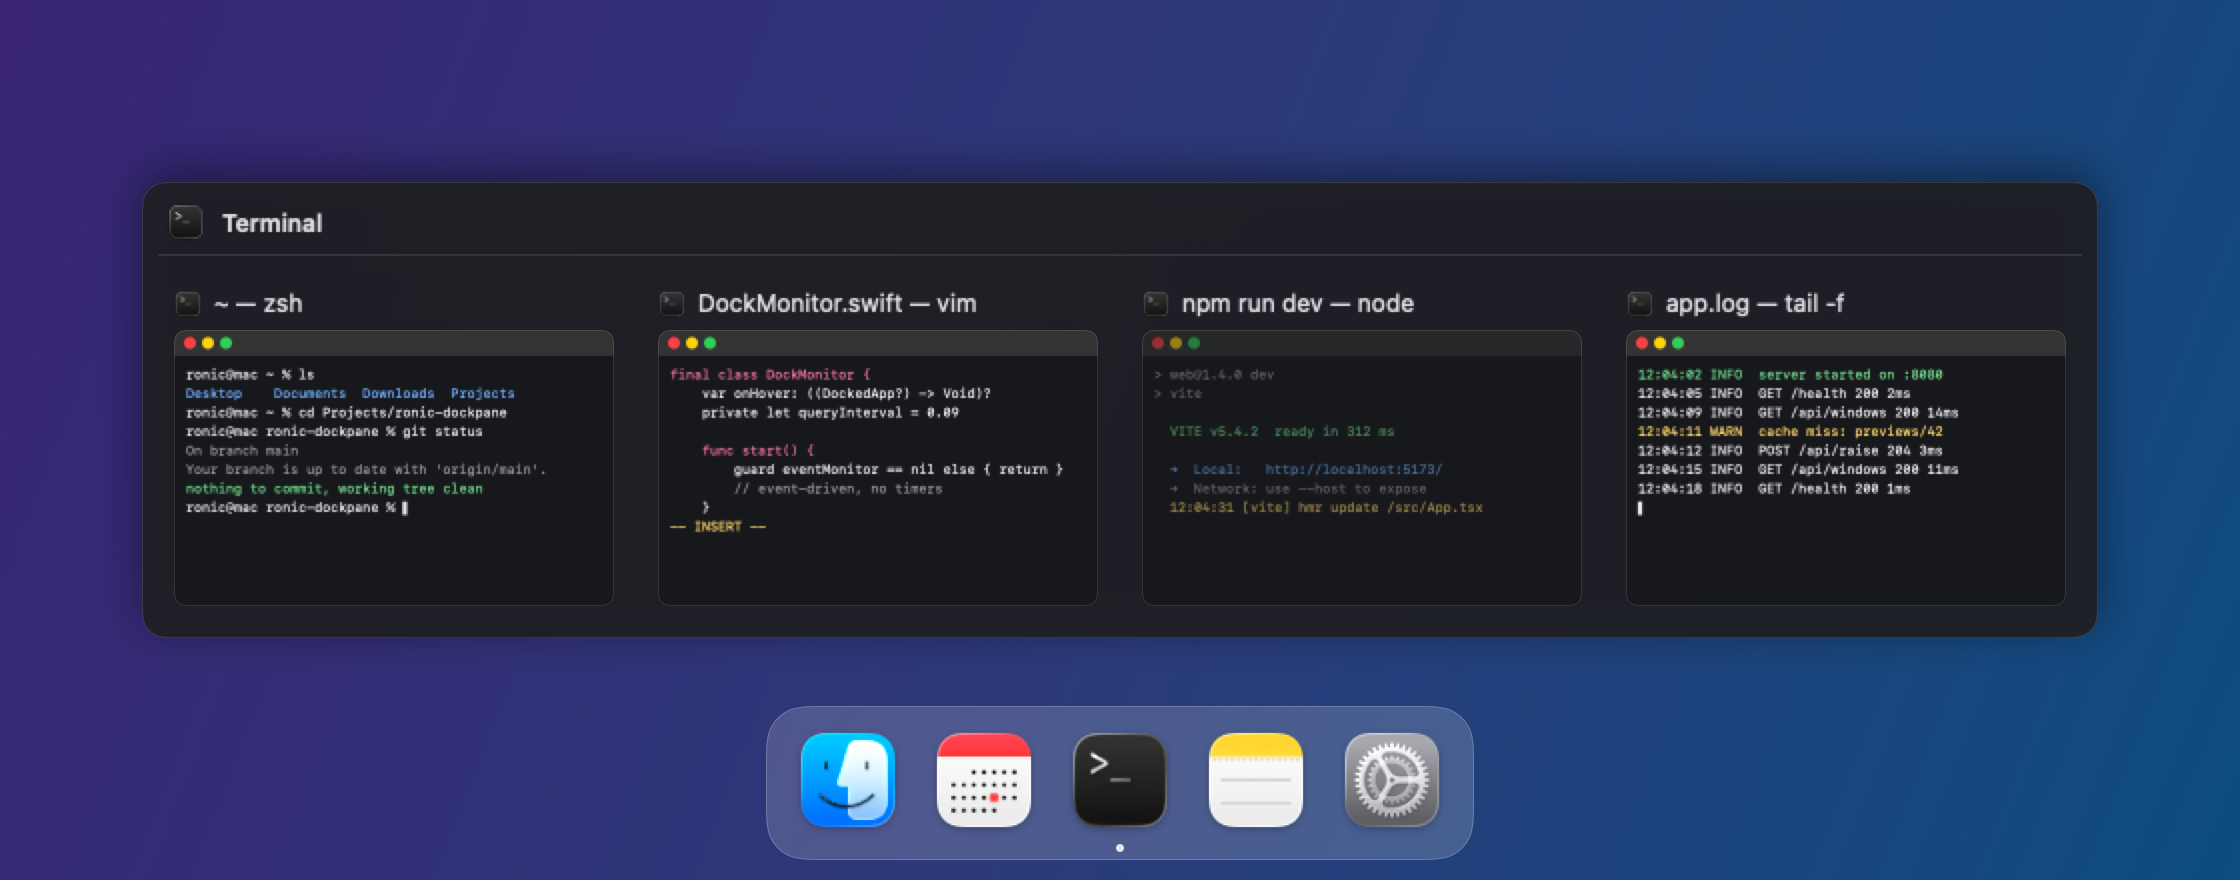 Terminal
~ — zsh
ronic@mac ~ % ls
Desktop    Documents  Downloads  Projects
ronic@mac ~ % cd Projects/ronic-dockpane
ronic@mac ronic-dockpane % git status
On branch main
Your branch is up to date with 'origin/main'.
nothing to commit, working tree clean
ronic@mac ronic-dockpane %
DockMonitor.swift — vim
final class DockMonitor {
    var onHover: ((DockedApp?) -> Void)?
    private let queryInterval = 0.09
    func start() {
        guard eventMonitor == nil else { return }
        // event-driven, no timers
    }
-- INSERT --
npm run dev — node
> web@1.4.0 dev
> vite
  VITE v5.4.2  ready in 312 ms
  ➜  Local:   http://localhost:5173/
  ➜  Network: use --host to expose
  12:04:31 [vite] hmr update /src/App.tsx
app.log — tail -f
12:04:02 INFO  server started on :8080
12:04:05 INFO  GET /health 200 2ms
12:04:09 INFO  GET /api/windows 200 14ms
12:04:11 WARN  cache miss: previews/42
12:04:12 INFO  POST /api/raise 204 3ms
12:04:15 INFO  GET /api/windows 200 11ms
12:04:18 INFO  GET /health 200 1ms
>_